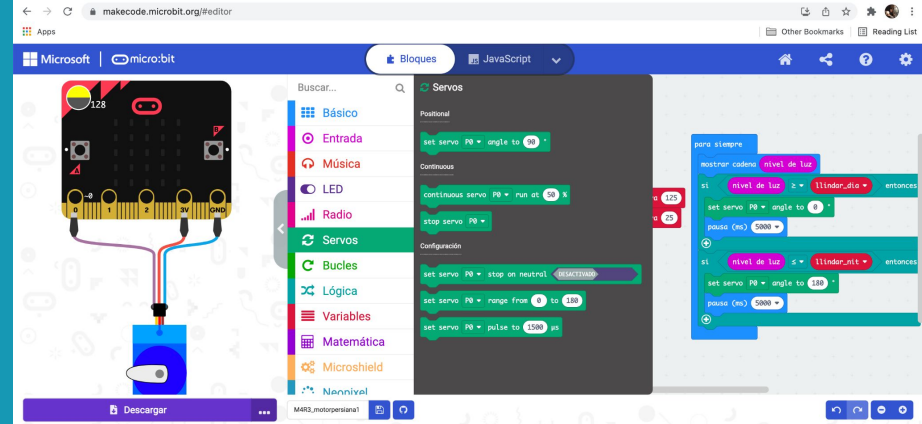 makecode.microbit.org/#editor
Apps
Other Bookmarks
Reading List
Microsoft
micro:bit
Bloques
JavaScript
128
B
A
~0
0 1 2 3V GND
Buscar...
Básico
Entrada
Música
LED
Radio
Servos
Bucles
Lógica
Variables
Matemática
Microshield
Neopixel
Servos
Positional
set servo P0 angle to 90 °
Continuous
continuous servo P0 run at 50 %
stop servo P0
Configuración
set servo P0 stop on neutral DESACTIVADO
set servo P0 range from 0 to 180
set servo P0 pulse to 1500 µs
a 125
a 25
para siempre
mostrar cadena nivel de luz
si nivel de luz ≥ llindar_dia entonces
set servo P0 angle to 0 °
pausa (ms) 5000
si nivel de luz ≤ llindar_nit entonces
set servo P0 angle to 180 °
pausa (ms) 5000
Descargar
M4R3_motorpersiana1